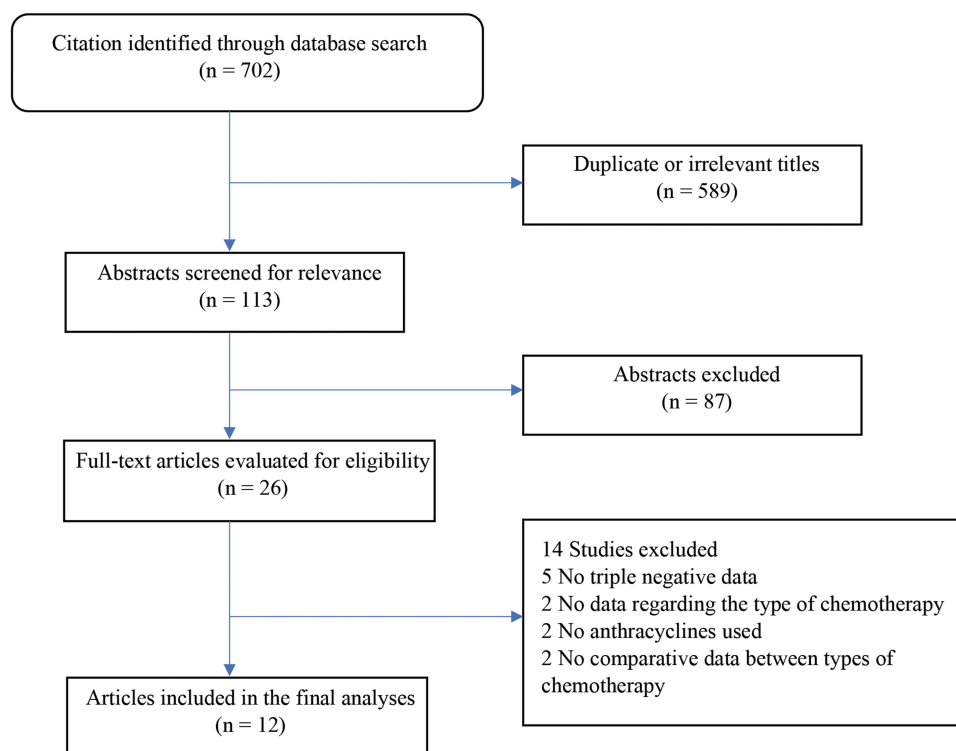 Citation identified through database search
(n = 702)
Duplicate or irrelevant titles
(n = 589)
Abstracts screened for relevance
(n = 113)
Abstracts excluded
(n = 87)
Full-text articles evaluated for eligibility
(n = 26)
14 Studies excluded
5 No triple negative data
2 No data regarding the type of chemotherapy
2 No anthracyclines used
2 No comparative data between types of
chemotherapy
Articles included in the final analyses
(n = 12)